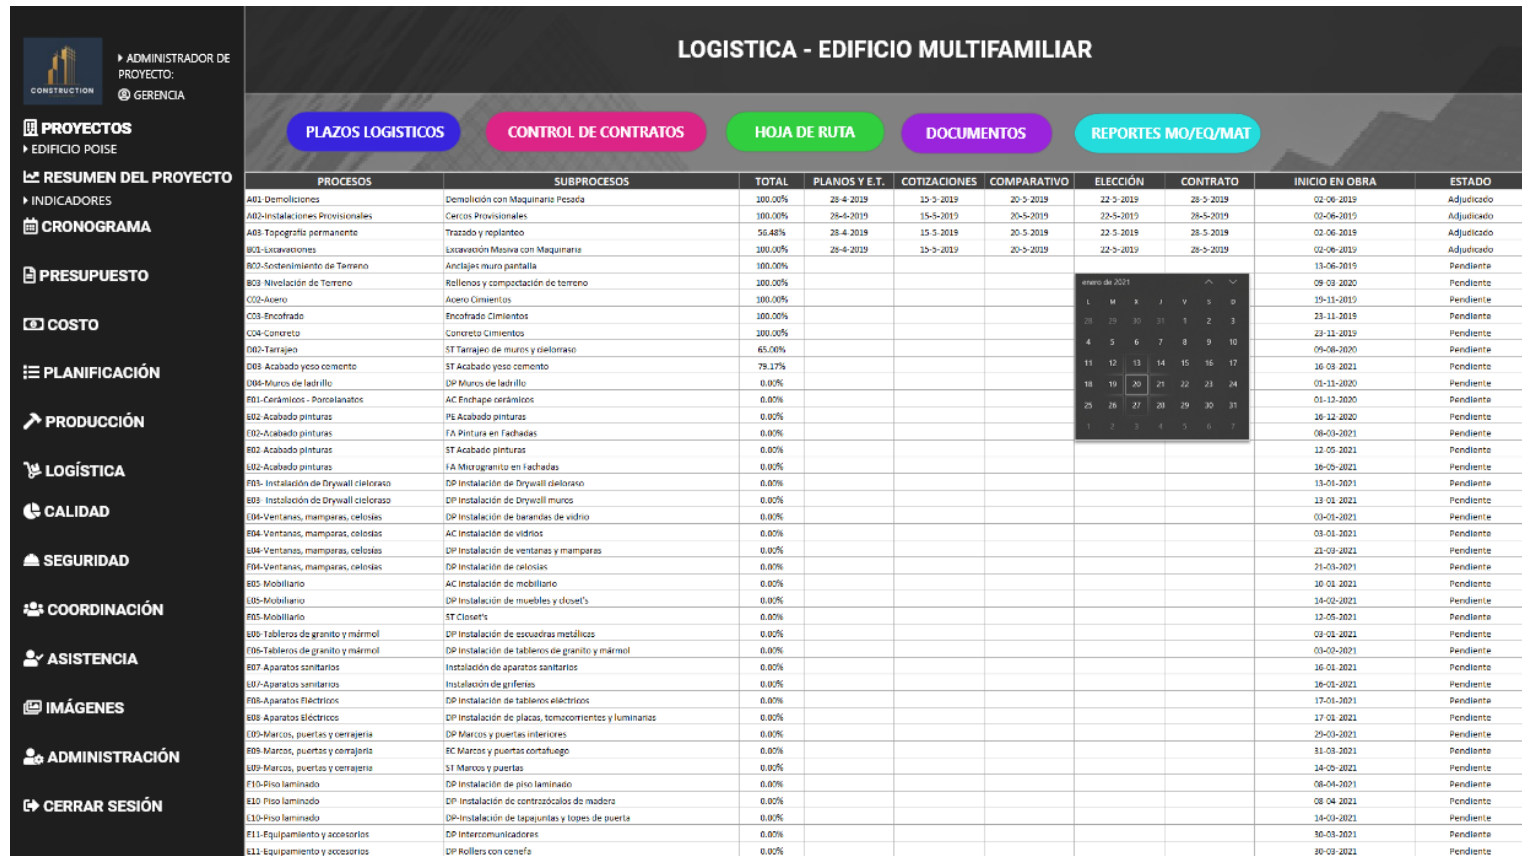 CONSTRUCTION
ADMINISTRADOR DE
PROYECTO:
GERENCIA
PROYECTOS
EDIFICIO POISE
RESUMEN DEL PROYECTO
INDICADORES
CRONOGRAMA
PRESUPUESTO
COSTO
PLANIFICACIÓN
PRODUCCIÓN
LOGÍSTICA
CALIDAD
SEGURIDAD
COORDINACIÓN
ASISTENCIA
IMÁGENES
ADMINISTRACIÓN
CERRAR SESIÓN
LOGISTICA - EDIFICIO MULTIFAMILIAR
PLAZOS LOGISTICOS CONTROL DE CONTRATOS HOJA DE RUTA DOCUMENTOS REPORTES MO/EQ/MAT
PROCESOS SUBPROCESOS TOTAL PLANOS Y E.T. COTIZACIONES COMPARATIVO ELECCIÓN CONTRATO INICIO EN OBRA ESTADO
A01-Demoliciones Demolición con Maquinaria Pesada 100.00% 28-4-2019 15-5-2019 20-5-2019 22-5-2019 28-5-2019 02-06-2019 Adjudicado
A02-Instalaciones Provisionales Cercos Provisionales 100.00% 28-4-2019 15-5-2019 20-5-2019 22-5-2019 28-5-2019 02-06-2019 Adjudicado
A03-Topografía permanente Trazado y replanteo 56.48% 28-4-2019 15-5-2019 20-5-2019 22-5-2019 28-5-2019 02-06-2019 Adjudicado
B01-Excavaciones Excavación Masiva con Maquinaria 100.00% 28-4-2019 15-5-2019 20-5-2019 22-5-2019 28-5-2019 02-06-2019 Adjudicado
B02-Sostenimiento de Terreno Anclajes muro pantalla 100.00% 13-06-2019 Pendiente
B03-Nivelación de Terreno Rellenos y compactación de terreno 100.00% 09-03-2020 Pendiente
C02-Acero Acero Cimientos 100.00% 19-11-2019 Pendiente
C03-Encofrado Encofrado Cimientos 100.00% 23-11-2019 Pendiente
C04-Concreto Concreto Cimientos 100.00% 23-11-2019 Pendiente
D02-Tarrajeo ST Tarrajeo de muros y cielorraso 65.00% 09-08-2020 Pendiente
D03-Acabado yeso cemento ST Acabado yeso cemento 79.17% 16-03-2021 Pendiente
D04-Muros de ladrillo DP Muros de ladrillo 0.00% 01-11-2020 Pendiente
E01-Cerámicos - Porcelanatos AC Enchape cerámicos 0.00% 01-12-2020 Pendiente
E02-Acabado pinturas PE Acabado pinturas 0.00% 16-12-2020 Pendiente
E02-Acabado pinturas FA Pintura en Fachadas 0.00% 08-03-2021 Pendiente
E02-Acabado pinturas ST Acabado pinturas 0.00% 12-05-2021 Pendiente
E02-Acabado pinturas FA Microgranito en Fachadas 0.00% 16-05-2021 Pendiente
E03- Instalación de Drywall cieloraso DP Instalación de Drywall cieloraso 0.00% 13-01-2021 Pendiente
E03- Instalación de Drywall cieloraso DP Instalación de Drywall muros 0.00% 13-01-2021 Pendiente
E04-Ventanas, mamparas, celosías DP Instalación de barandas de vidrio 0.00% 03-01-2021 Pendiente
E04-Ventanas, mamparas, celosías AC Instalación de vidrios 0.00% 03-01-2021 Pendiente
E04-Ventanas, mamparas, celosías DP Instalación de ventanas y mamparas 0.00% 21-03-2021 Pendiente
E04-Ventanas, mamparas, celosías DP Instalación de celosías 0.00% 21-03-2021 Pendiente
E05-Mobiliario AC Instalación de mobiliario 0.00% 10-01-2021 Pendiente
E05-Mobiliario DP Instalación de muebles y closet's 0.00% 14-02-2021 Pendiente
E05-Mobiliario ST Closet's 0.00% 12-05-2021 Pendiente
E06-Tableros de granito y mármol DP Instalación de escuadras metálicas 0.00% 03-01-2021 Pendiente
E06-Tableros de granito y mármol DP Instalación de tableros de granito y mármol 0.00% 03-02-2021 Pendiente
E07-Aparatos sanitarios Instalación de aparatos sanitarios 0.00% 16-01-2021 Pendiente
E07-Aparatos sanitarios Instalación de griferías 0.00% 16-01-2021 Pendiente
E08-Aparatos Eléctricos DP Instalación de tableros eléctricos 0.00% 17-01-2021 Pendiente
E08-Aparatos Eléctricos DP Instalación de placas, tomacorrientes y luminarias 0.00% 17-01-2021 Pendiente
E09-Marcos, puertas y cerrajería DP Marcos y puertas interiores 0.00% 29-03-2021 Pendiente
E09-Marcos, puertas y cerrajería EC Marcos y puertas cortafuego 0.00% 31-03-2021 Pendiente
E09-Marcos, puertas y cerrajería ST Marcos y puertas 0.00% 14-05-2021 Pendiente
E10-Piso laminado DP Instalación de piso laminado 0.00% 08-04-2021 Pendiente
E10-Piso laminado DP-Instalación de contrazócalos de madera 0.00% 08-04-2021 Pendiente
E10-Piso laminado DP-Instalación de tapajuntas y topes de puerta 0.00% 14-03-2021 Pendiente
E11-Equipamiento y accesorios DP Intercomunicadores 0.00% 30-03-2021 Pendiente
E11-Equipamiento y accesorios DP Rollers con cenefa 0.00% 30-03-2021 Pendiente
enero de 2021
L M X J V S D
28 29 30 31 1 2 3
4 5 6 7 8 9 10
11 12 13 14 15 16 17
18 19 20 21 22 23 24
25 26 27 28 29 30 31
1 2 3 4 5 6 7